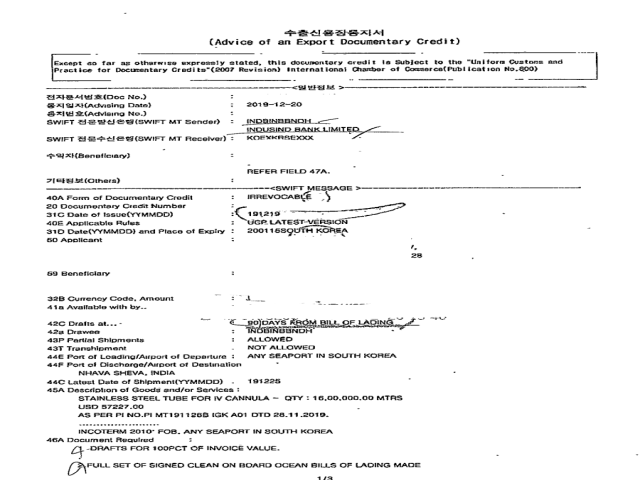 수출신용장통지서
(Advice of an Export Documentary Credit)
Except so far as otherwise expressly stated, this documentary credit is Subject to the "Uniform Customs and
Practice for Documentary Credits"(2007 Revision) International Chamber of Commerce(Publication No.600)
<일반정보>
전자문서번호(Doc No.) :
통지일자(Advising Date) : 2019-12-20
통지번호(Advising No.) :
SWIFT 전문발신은행(SWIFT MT Sender) : INDBINBBNDH
INDUSIND BANK LIMITED
SWIFT 전문수신은행(SWIFT MT Receiver) : KOEXKRSEXXX
수익자(Beneficiary) :
REFER FIELD 47A.
기타정보(Others) :
<SWIFT MESSAGE>
40A Form of Documentary Credit : IRREVOCABLE
20 Documentary Credit Number :
31C Date of Issue(YYMMDD) : 191219
40E Applicable Rules : UCP LATEST VERSION
31D Date(YYMMDD) and Place of Expiry : 200115SOUTH KOREA
50 Applicant :
28
59 Beneficiary :
32B Currency Code, Amount :
41a Available with by.. :
42C Drafts at... : 90 DAYS FROM BILL OF LADING
42a Drawee : INDBINBBNDH
43P Partial Shipments : ALLOWED
43T Transhipment : NOT ALLOWED
44E Port of Loading/Airport of Departure : ANY SEAPORT IN SOUTH KOREA
44F Port of Discharge/Airport of Destination :
NHAVA SHEVA, INDIA
44C Latest Date of Shipment(YYMMDD) : 191225
45A Description of Goods and/or Services :
STAINLESS STEEL TUBE FOR IV CANNULA - QTY : 16,00,000.00 MTRS
USD 57227.00
AS PER PI NO.PI MT191128B IGK A01 DTD 28.11.2019.
....................
INCOTERM 2010' FOB. ANY SEAPORT IN SOUTH KOREA
46A Document Required :
-DRAFTS FOR 100PCT OF INVOICE VALUE.
FULL SET OF SIGNED CLEAN ON BOARD OCEAN BILLS OF LADING MADE
1/3